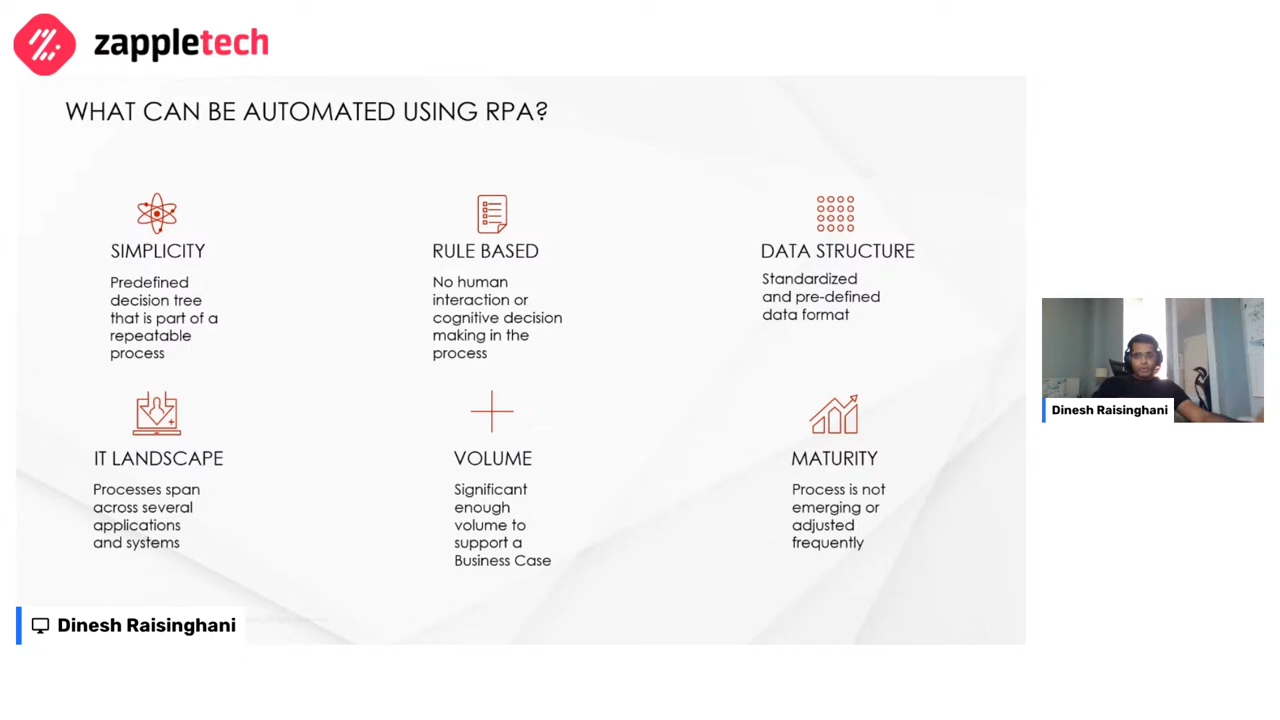 zappletech
WHAT CAN BE AUTOMATED USING RPA?
SIMPLICITY
Predefined
decision tree
that is part of a
repeatable
process
RULE BASED
No human
interaction or
cognitive decision
making in the
process
DATA STRUCTURE
Standardized
and pre-defined
data format
IT LANDSCAPE
Processes span
across several
applications
and systems
VOLUME
Significant
enough
volume to
support a
Business Case
MATURITY
Process is not
emerging or
adjusted
frequently
Dinesh Raisinghani
Dinesh Raisinghani